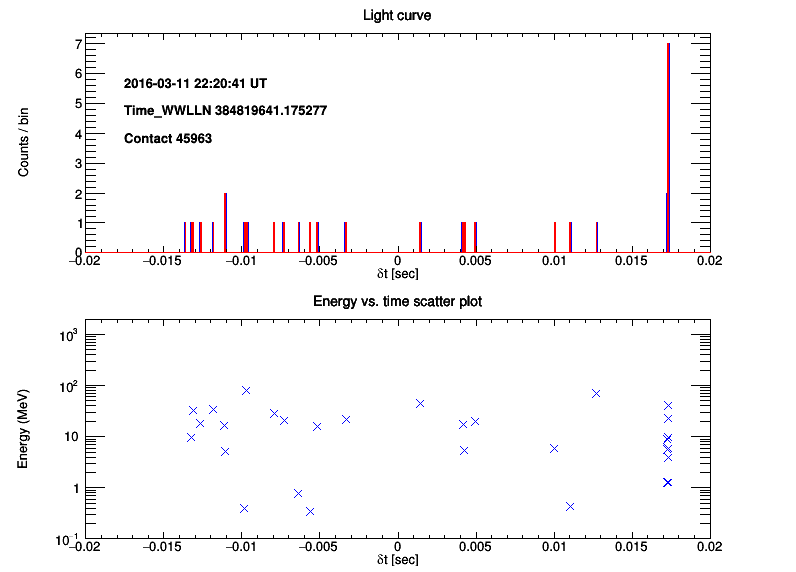 Light curve
Counts / bin
7
6
5
4
3
2
1
0
2016-03-11 22:20:41 UT
Time_WWLLN 384819641.175277
Contact 45963
−0.02 −0.015 −0.01 −0.005 0 0.005 0.01 0.015 0.02
δt [sec]
Energy vs. time scatter plot
Energy (MeV)
10³
10²
10
1
10⁻¹
−0.02 −0.015 −0.01 −0.005 0 0.005 0.01 0.015 0.02
δt [sec]